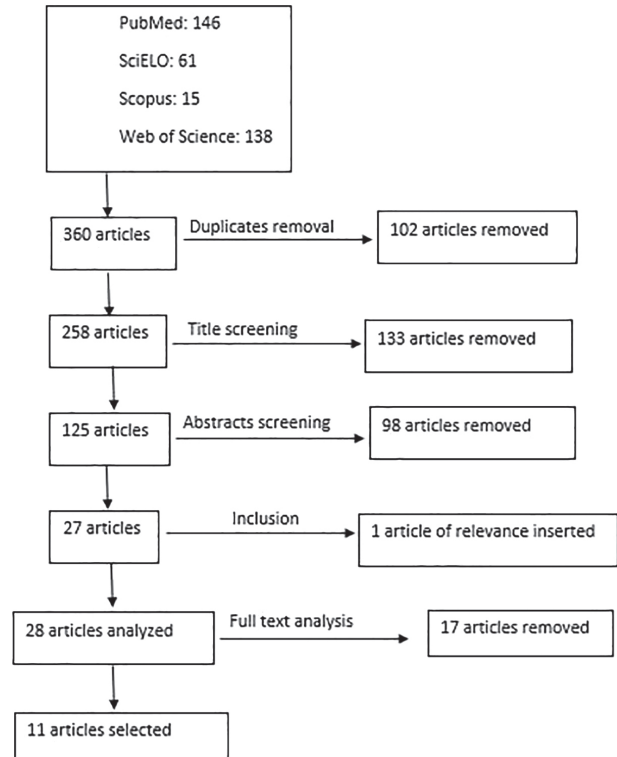 PubMed: 146
SciELO: 61
Scopus: 15
Web of Science: 138
360 articles
Duplicates removal
102 articles removed
258 articles
Title screening
133 articles removed
125 articles
Abstracts screening
98 articles removed
27 articles
Inclusion
1 article of relevance inserted
28 articles analyzed
Full text analysis
17 articles removed
11 articles selected